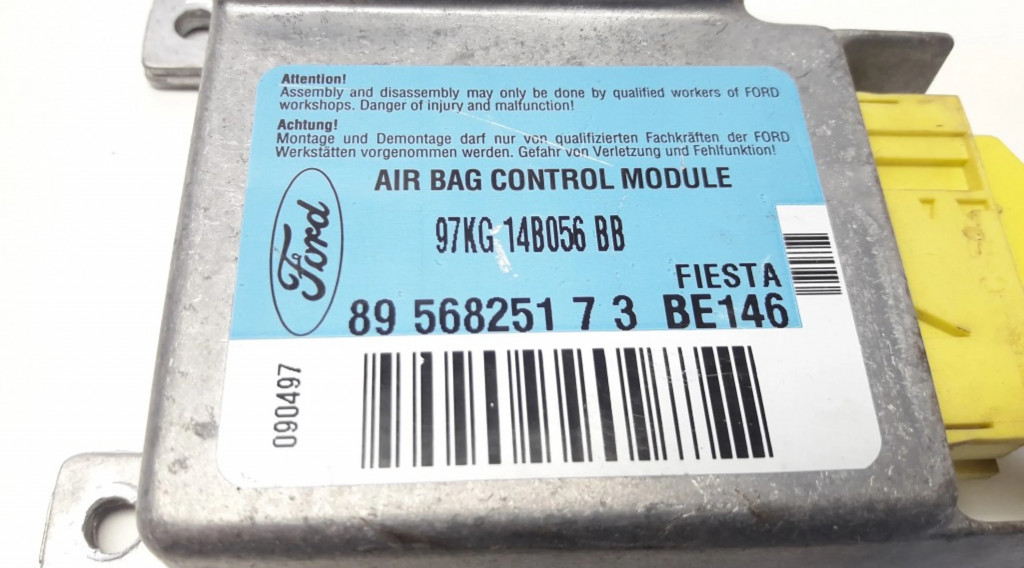 Attention!
Assembly and disassembly may only be done by qualified workers of FORD
workshops. Danger of injury and malfunction!
Achtung!
Montage und Demontage darf nur von qualifizierten Fachkräften der FORD
Werkstätten vorgenommen werden. Gefahr von Verletzung und Fehlfunktion!
AIR BAG CONTROL MODULE
Ford
97KG 14B056 BB
FIESTA
89 568251 7 3 BE146
090497